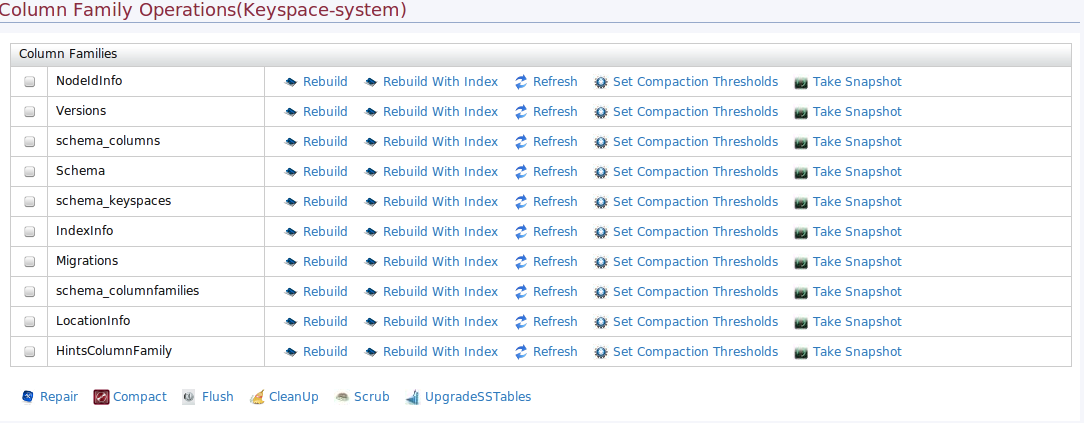 Column Family Operations(Keyspace-system)
Column Families
NodeIdInfo Rebuild Rebuild With Index Refresh Set Compaction Thresholds Take Snapshot
Versions Rebuild Rebuild With Index Refresh Set Compaction Thresholds Take Snapshot
schema_columns Rebuild Rebuild With Index Refresh Set Compaction Thresholds Take Snapshot
Schema Rebuild Rebuild With Index Refresh Set Compaction Thresholds Take Snapshot
schema_keyspaces Rebuild Rebuild With Index Refresh Set Compaction Thresholds Take Snapshot
IndexInfo Rebuild Rebuild With Index Refresh Set Compaction Thresholds Take Snapshot
Migrations Rebuild Rebuild With Index Refresh Set Compaction Thresholds Take Snapshot
schema_columnfamilies Rebuild Rebuild With Index Refresh Set Compaction Thresholds Take Snapshot
LocationInfo Rebuild Rebuild With Index Refresh Set Compaction Thresholds Take Snapshot
HintsColumnFamily Rebuild Rebuild With Index Refresh Set Compaction Thresholds Take Snapshot
Repair Compact Flush CleanUp Scrub UpgradeSSTables